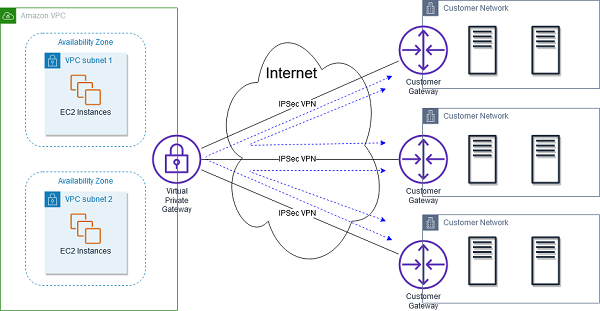 Amazon VPC
Availability Zone
VPC subnet 1
EC2 Instances
Availability Zone
VPC subnet 2
EC2 Instances
Virtual
Private
Gateway
Internet
IPSec VPN
IPSec VPN
IPSec VPN
Customer Network
Customer
Gateway
Customer Network
Customer
Gateway
Customer Network
Customer
Gateway